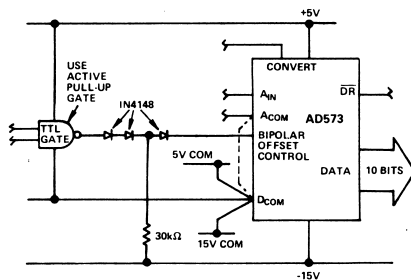 +5V
USE
ACTIVE
PULL-UP
GATE
CONVERT
IN4148
AIN
ACOM
DR
AD573
TTL
GATE
BIPOLAR
OFFSET
CONTROL
5V COM
DATA
10 BITS
DCOM
30kΩ
15V COM
-15V